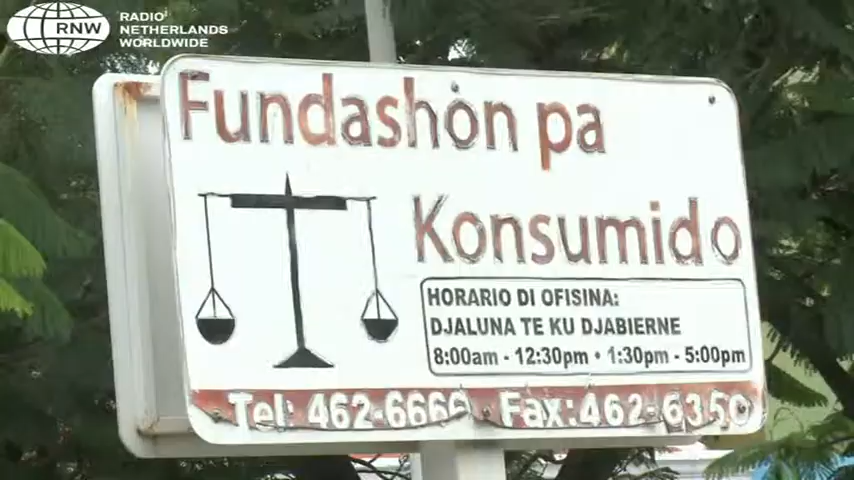 RNW
RADIO
NETHERLANDS
WORLDWIDE
Fundashon pa
Konsumido
HORARIO DI OFISINA:
DJALUNA TE KU DJABIERNE
8:00am - 12:30pm • 1:30pm - 5:00pm
Tel: 462-6666 Fax: 462-6350